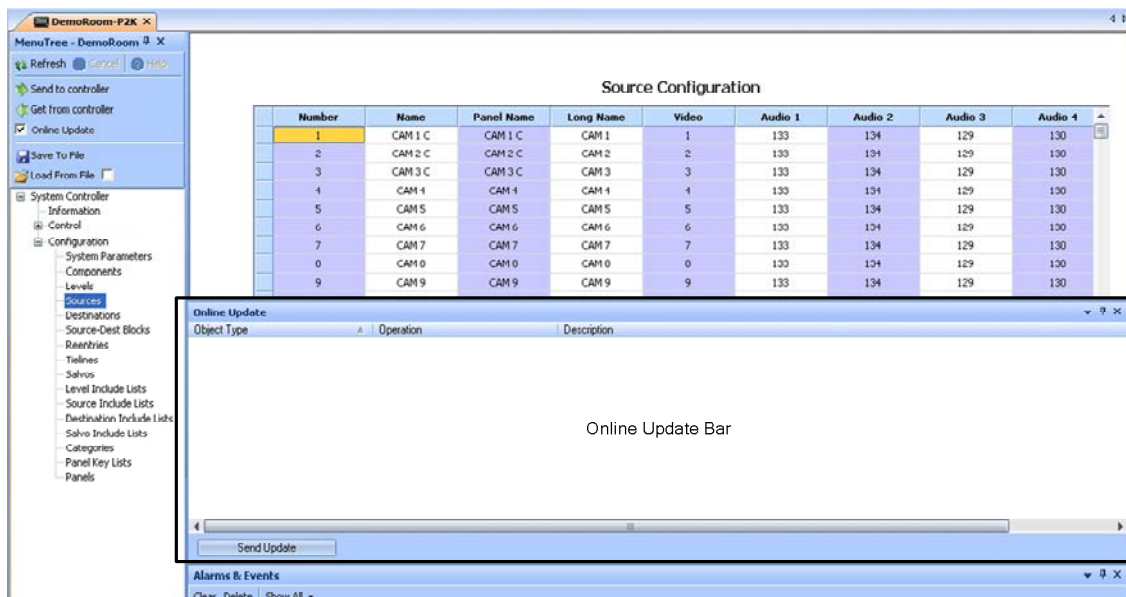 DemoRoom-P2K
MenuTree - DemoRoom
Refresh Cancel Help
Send to controller
Get from controller
Online Update
Save To File
Load From File
System Controller
Information
Control
Configuration
System Parameters
Components
Levels
Sources
Destinations
Source-Dest Blocks
Reentries
Tielines
Salvos
Level Include Lists
Source Include Lists
Destination Include Lists
Salvo Include Lists
Categories
Panel Key Lists
Panels
Source Configuration
Number Name Panel Name Long Name Video Audio 1 Audio 2 Audio 3 Audio 4
1 CAM 1 C CAM 1 C CAM 1 1 133 134 129 130
2 CAM 2 C CAM 2 C CAM 2 2 133 134 129 130
3 CAM 3 C CAM 3 C CAM 3 3 133 134 129 130
4 CAM 4 CAM 4 CAM 4 4 133 134 129 130
5 CAM 5 CAM 5 CAM 5 5 133 134 129 130
6 CAM 6 CAM 6 CAM 6 6 133 134 129 130
7 CAM 7 CAM 7 CAM 7 7 133 134 129 130
8 CAM 8 CAM 8 CAM 8 8 133 134 129 130
9 CAM 9 CAM 9 CAM 9 9 133 134 129 130
Online Update
Object Type Operation Description
Online Update Bar
Send Update
Alarms & Events
Clear Delete Show All